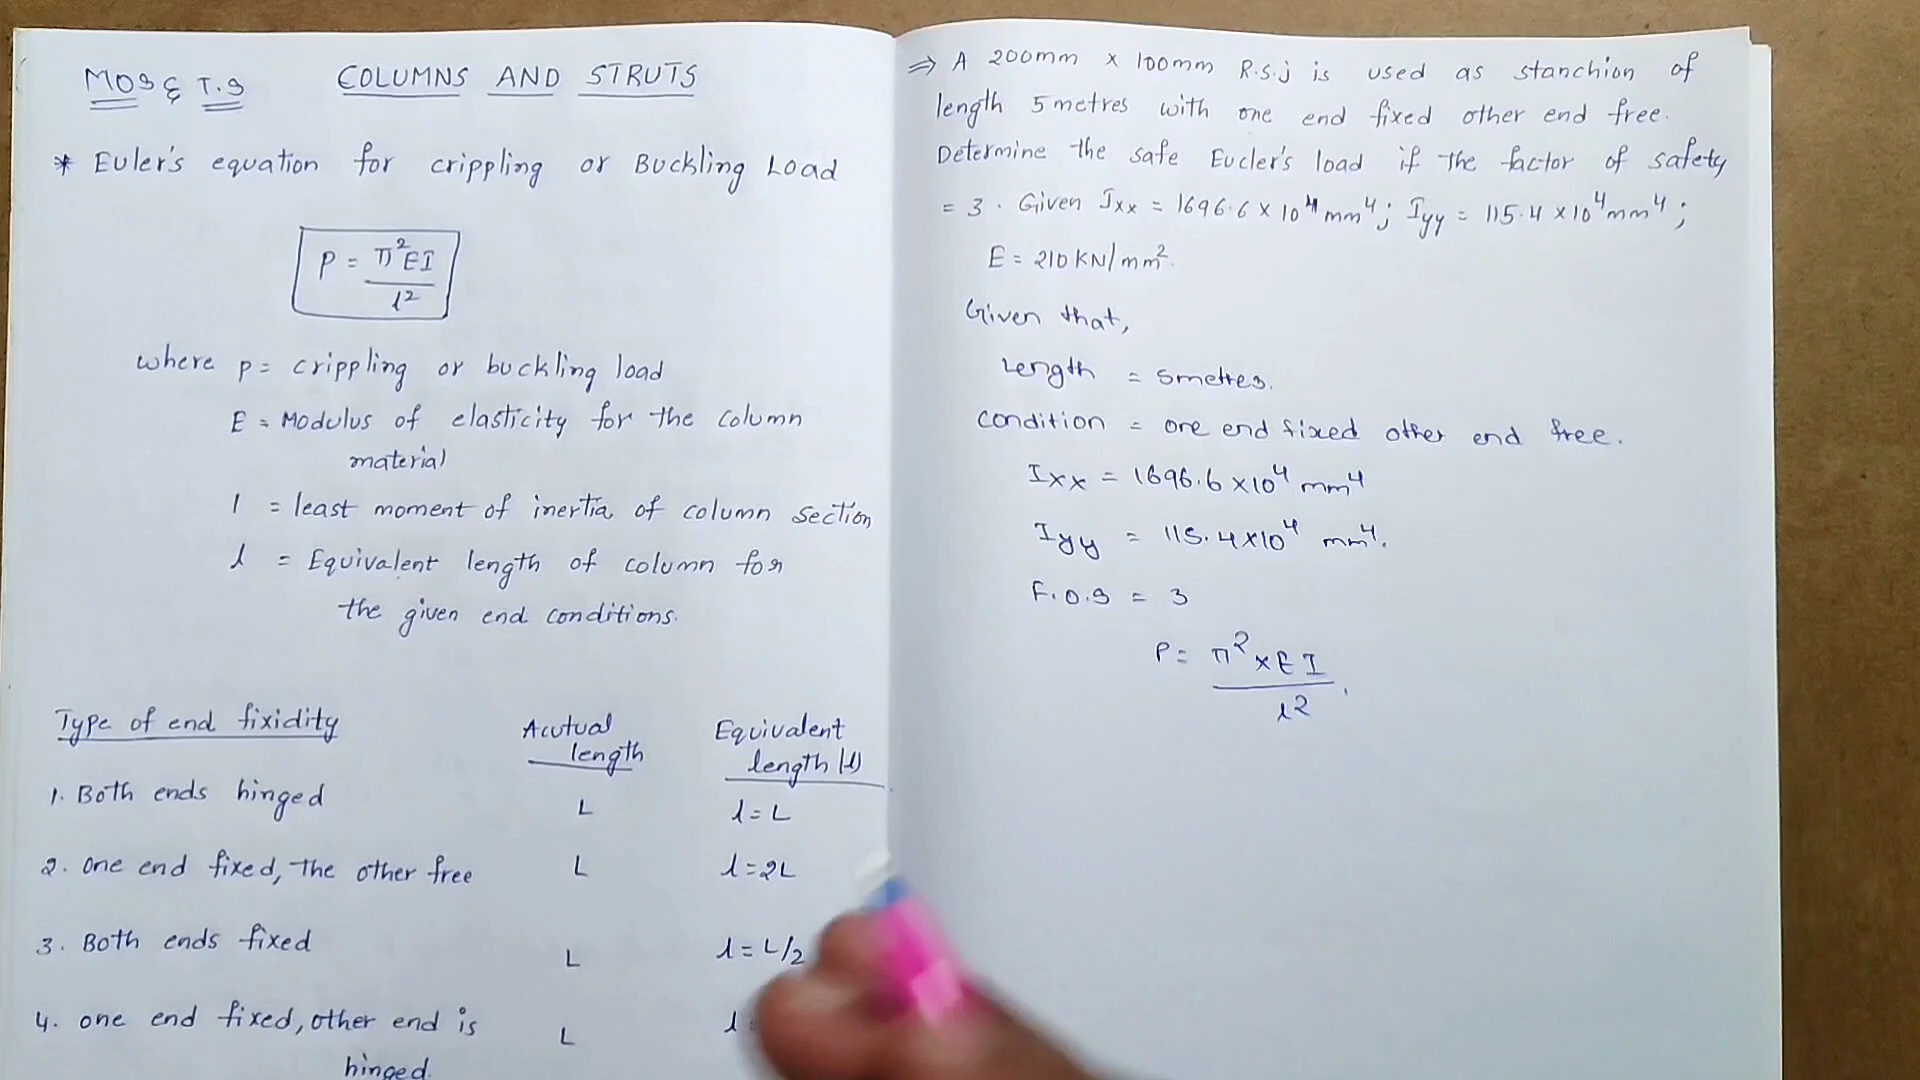 MOS & T.S COLUMNS AND STRUTS
* Euler's equation for crippling or Buckling Load
P = π²EI / l²
where p = crippling or buckling load
E = Modulus of elasticity for the column
material
I = least moment of inertia of column section
l = Equivalent length of column for
the given end conditions.
Type of end fixidity Acutual length Equivalent length (l)
1. Both ends hinged L l = L
2. one end fixed, the other free L l = 2L
3. Both ends fixed L l = L/2
4. one end fixed, other end is L l =
hinged.
⇒ A 200mm x 100mm R.S.j is used as stanchion of
length 5 metres with one end fixed other end free.
Determine the safe Eucler's load if the factor of safety
= 3. Given Ixx = 1696.6 x 10⁴ mm⁴; Iyy = 115.4 x 10⁴ mm⁴;
E = 210 KN/mm².
Given that,
Length = 5metres.
condition = one end fixed other end free.
Ixx = 1696.6 x 10⁴ mm⁴
Iyy = 115.4 x 10⁴ mm⁴.
F.O.S = 3
P = π² x EI / l².